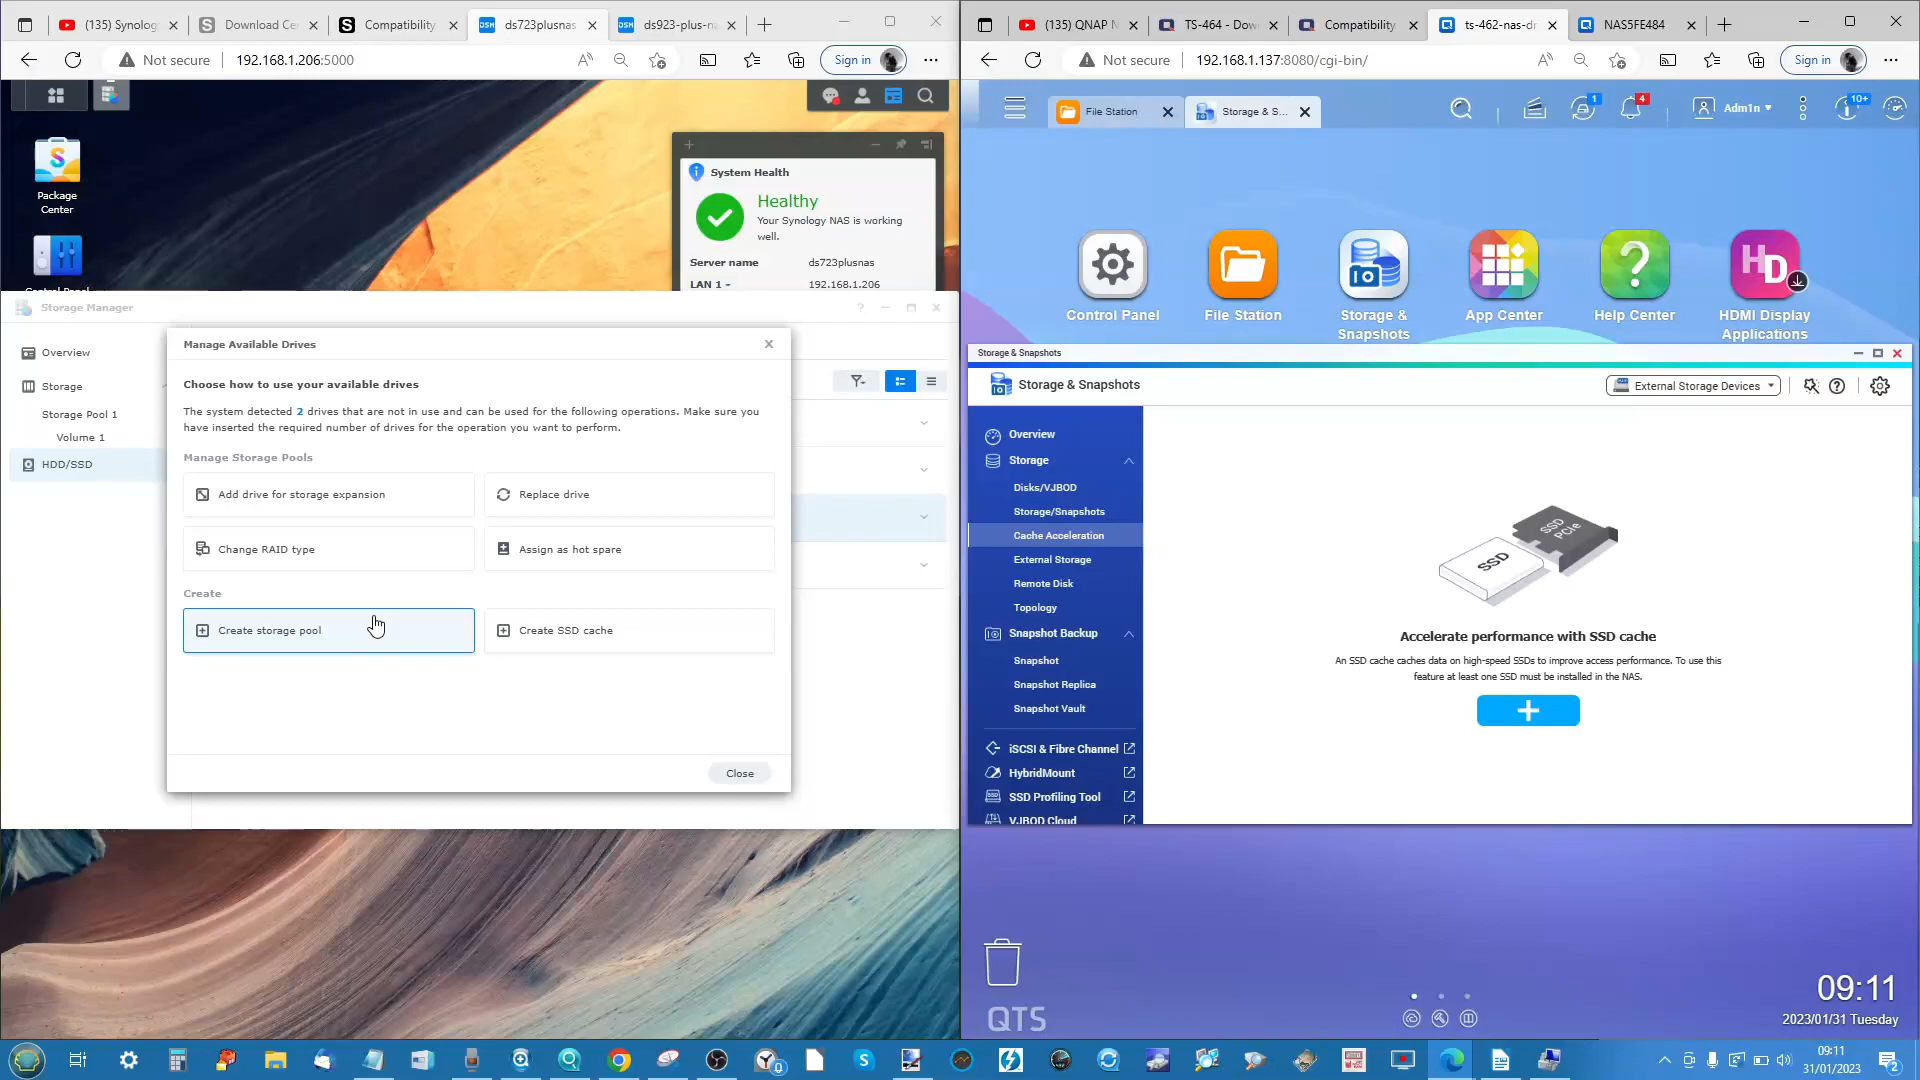 (135) Synolo
Download Ce
Compatibility
DSM ds723plusnas
DSM ds923-plus-n
Not secure
192.168.1.206:5000
Sign in
Package
Center
System Health
Healthy
Your Synology NAS is working
well.
Server name ds723plusnas
LAN 1 192.168.1.206
Storage Manager
Overview
Storage
Storage Pool 1
Volume 1
HDD/SSD
Manage Available Drives
Choose how to use your available drives
The system detected 2 drives that are not in use and can be used for the following operations. Make sure you
have inserted the required number of drives for the operation you want to perform.
Manage Storage Pools
Add drive for storage expansion
Replace drive
Change RAID type
Assign as hot spare
Create
Create storage pool
Create SSD cache
Close
(135) QNAP
TS-464 - Dow
Compatibility
ts-462-nas-dr
NAS5FE484
Not secure
192.168.1.137:8080/cgi-bin/
Sign in
File Station
Storage & S...
1
4
Adm1n
10+
Control Panel
File Station
Storage &
Snapshots
App Center
Help Center
HD
HDMI Display
Applications
Storage & Snapshots
Storage & Snapshots
External Storage Devices
Overview
Storage
Disks/VJBOD
Storage/Snapshots
Cache Acceleration
External Storage
Remote Disk
Topology
Snapshot Backup
Snapshot
Snapshot Replica
Snapshot Vault
iSCSI & Fibre Channel
HybridMount
SSD Profiling Tool
VJBOD Cloud
SSD
SSD
PCIe
Accelerate performance with SSD cache
An SSD cache caches data on high-speed SSDs to improve access performance. To use this
feature at least one SSD must be installed in the NAS.
QTS
09:11
2023/01/31 Tuesday
09:11
31/01/2023
2